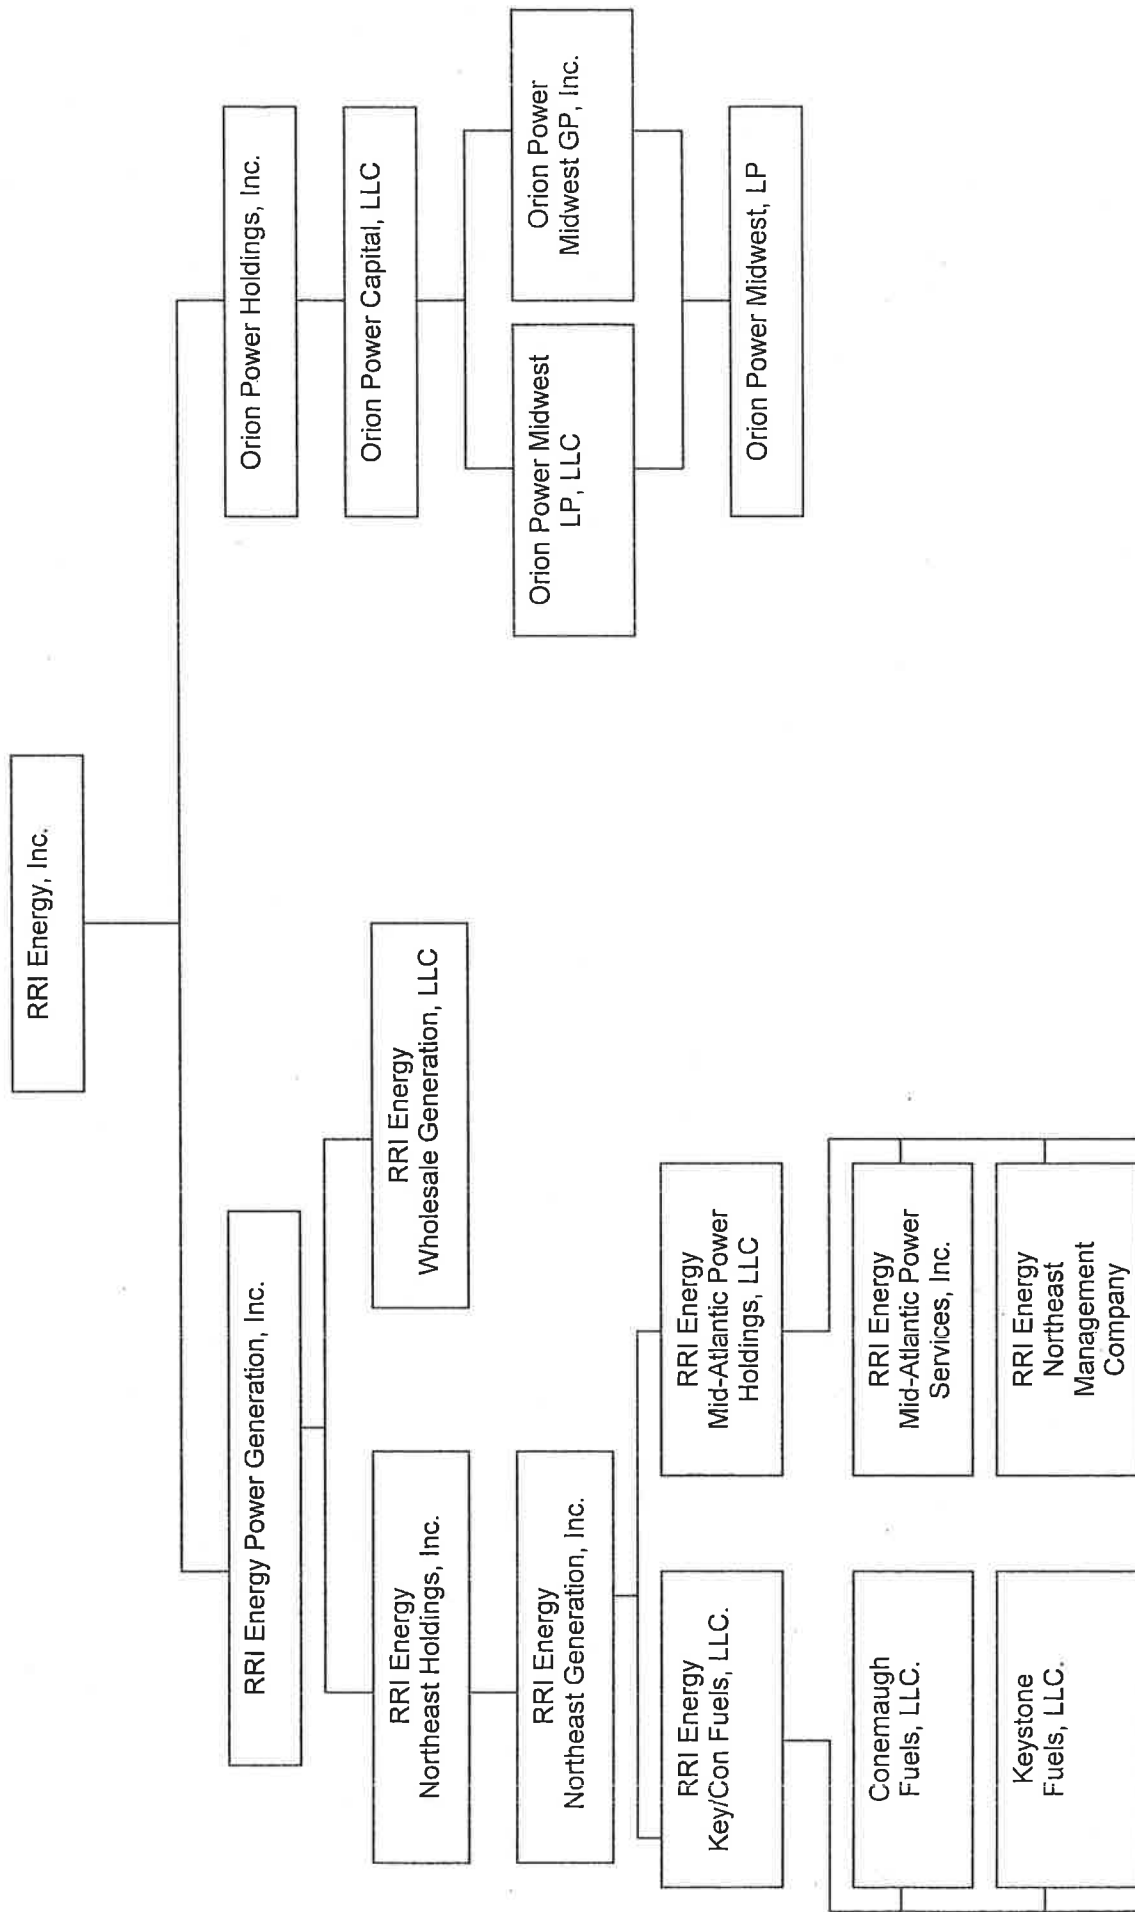 RRI Energy, Inc.
RRI Energy Power Generation, Inc.
Orion Power Holdings, Inc.
RRI Energy
Northeast Holdings, Inc.
RRI Energy
Wholesale Generation, LLC
Orion Power Capital, LLC
RRI Energy
Northeast Generation, Inc.
Orion Power Midwest
LP, LLC
Orion Power
Midwest GP, Inc.
RRI Energy
Key/Con Fuels, LLC.
RRI Energy
Mid-Atlantic Power
Holdings, LLC
Orion Power Midwest, LP
Conemaugh
Fuels, LLC.
RRI Energy
Mid-Atlantic Power
Services, Inc.
Keystone
Fuels, LLC.
RRI Energy
Northeast
Management
Company